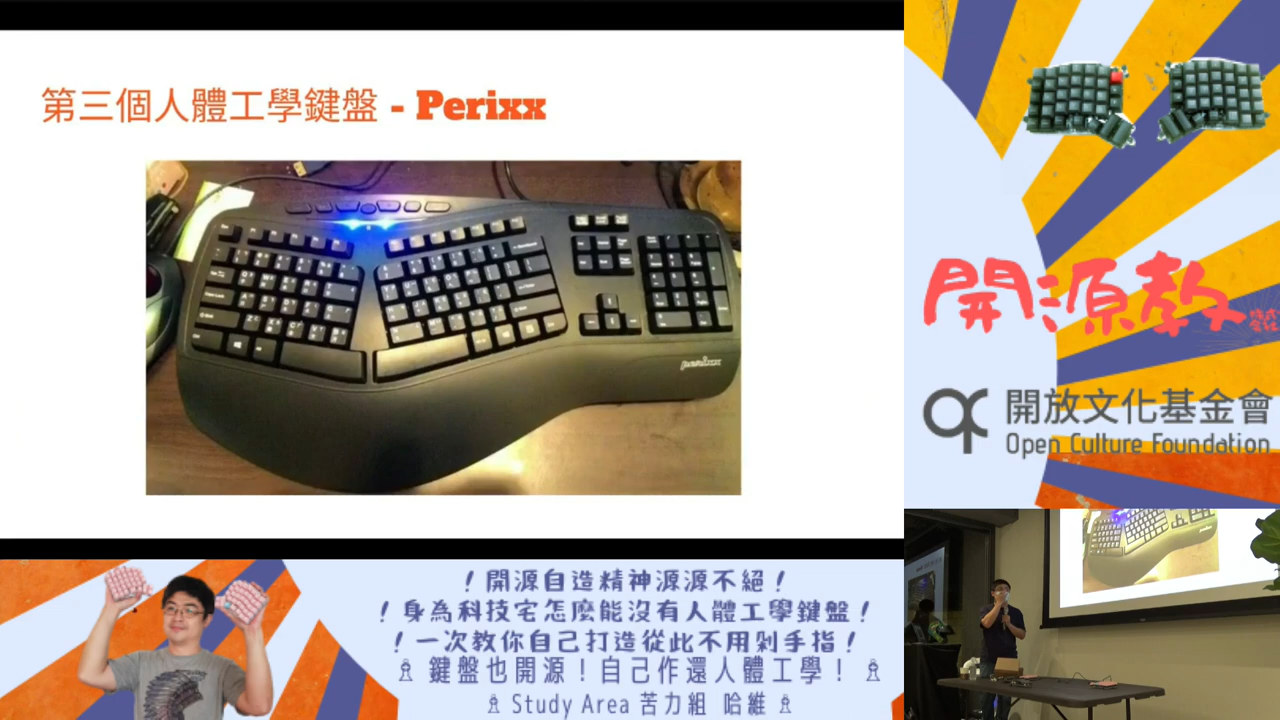 第三個人體工學鍵盤 - Perixx
perixx
開源教
株式
会社
開放文化基金會
Open Culture Foundation
！開源自造精神源源不絕！
！身為科技宅怎麼能沒有人體工學鍵盤！
！一次教你自己打造從此不用剁手指！
鍵盤也開源！自己作還人體工學！
Study Area 苦力組 哈維